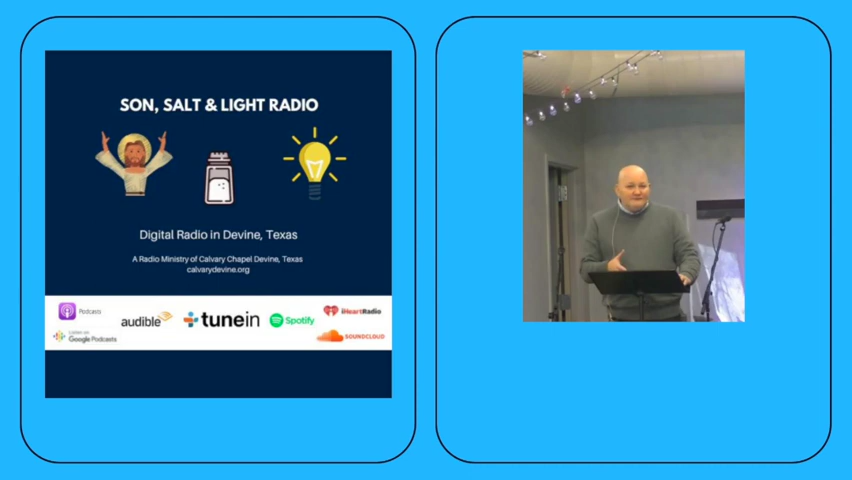 SON, SALT & LIGHT RADIO
Digital Radio in Devine, Texas
A Radio Ministry of Calvary Chapel Devine, Texas
calvarydevine.org
Podcasts
audible
tunein
Spotify
iHeartRadio
Listen on
Google Podcasts
SOUNDCLOUD